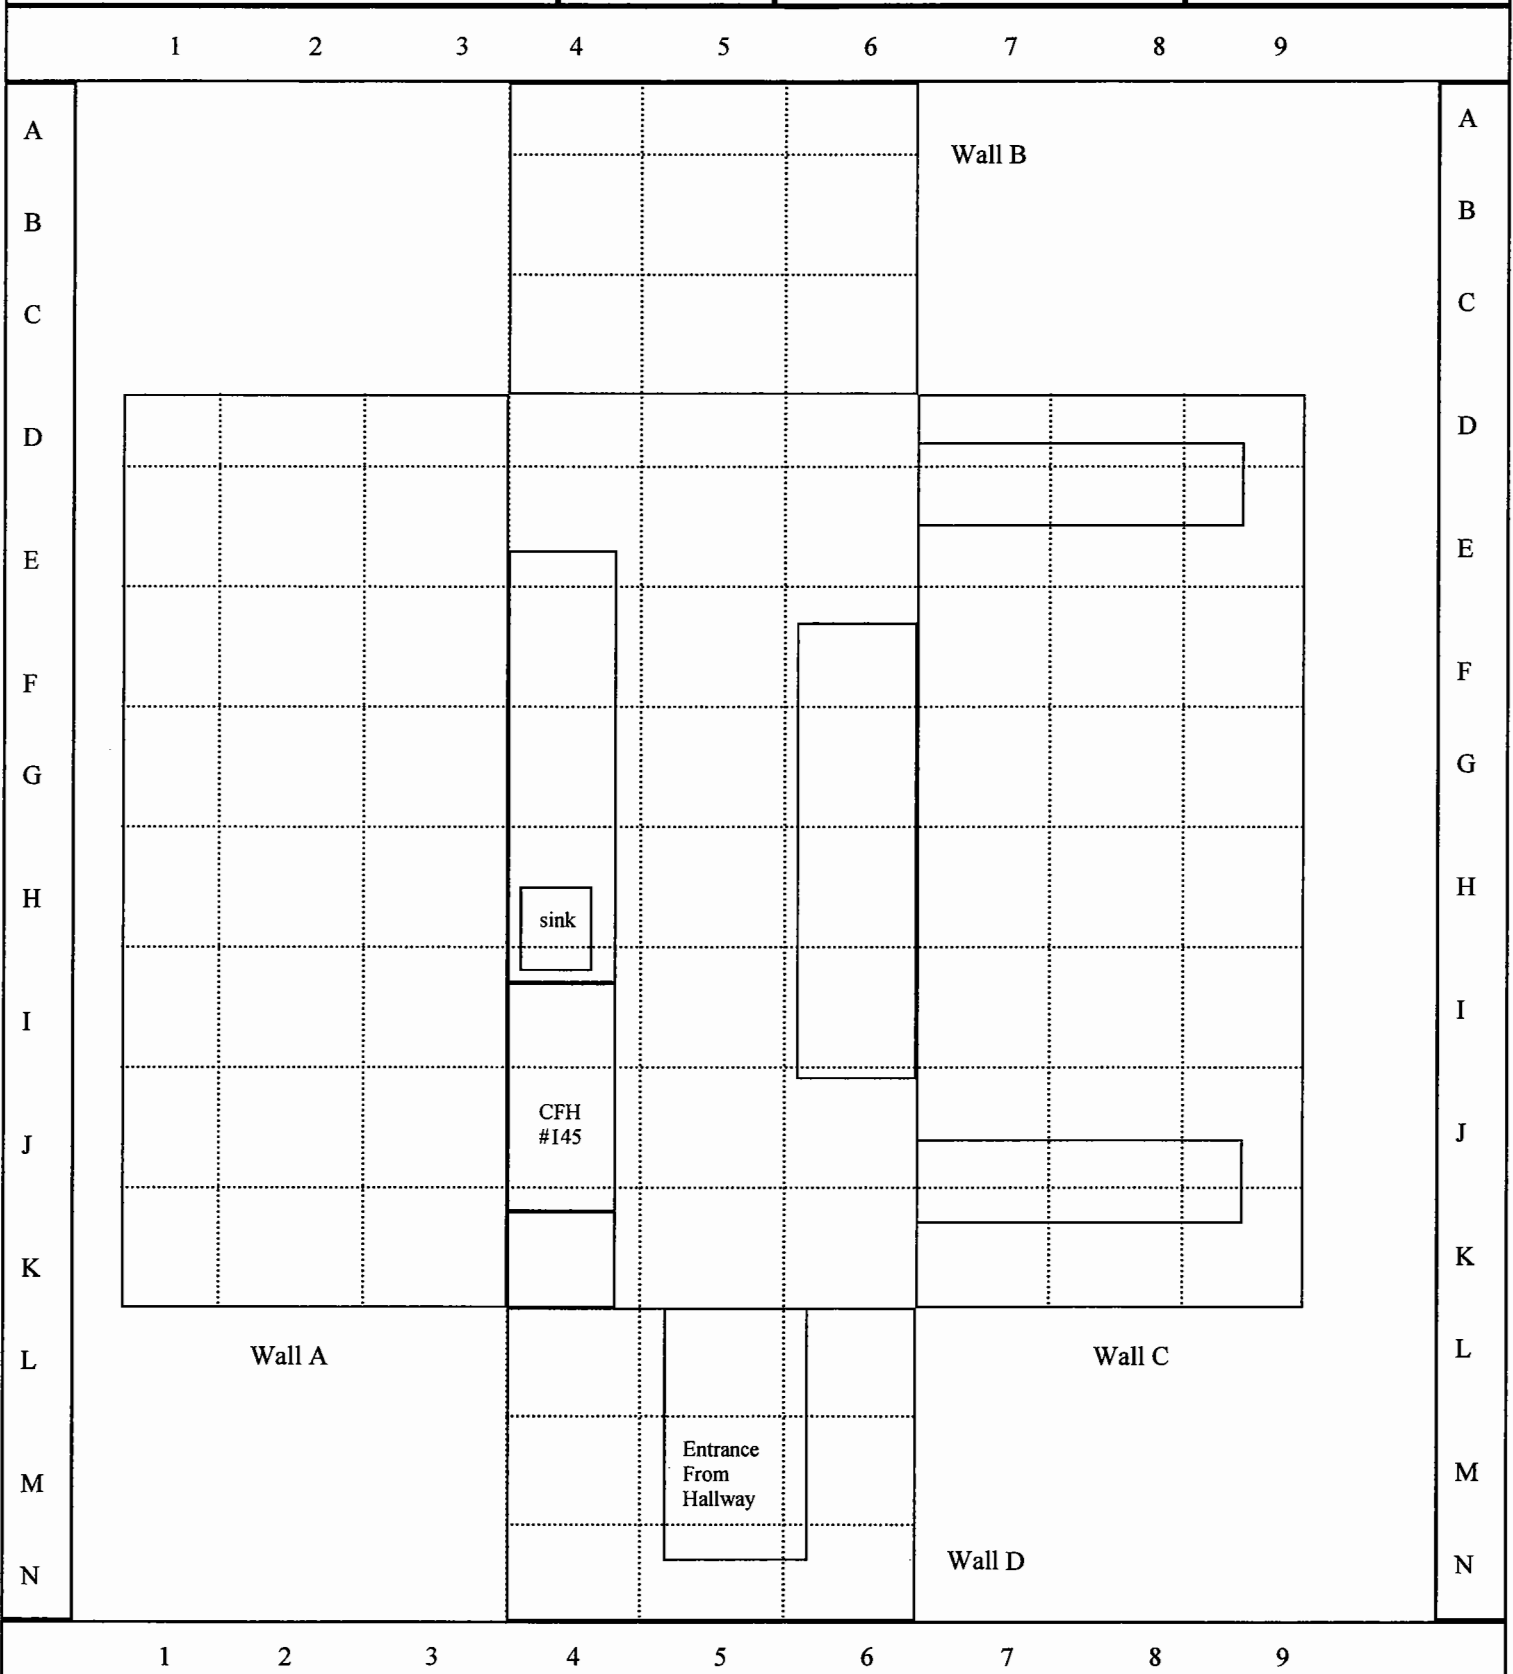 1 2 3 4 5 6 7 8 9
A A
Wall B
B B
C C
D D
E E
F F
G G
H H
sink
I I
CFH
#145
J J
K K
L Wall A Wall C L
Entrance
From
Hallway
M M
Wall D
N N
1 2 3 4 5 6 7 8 9